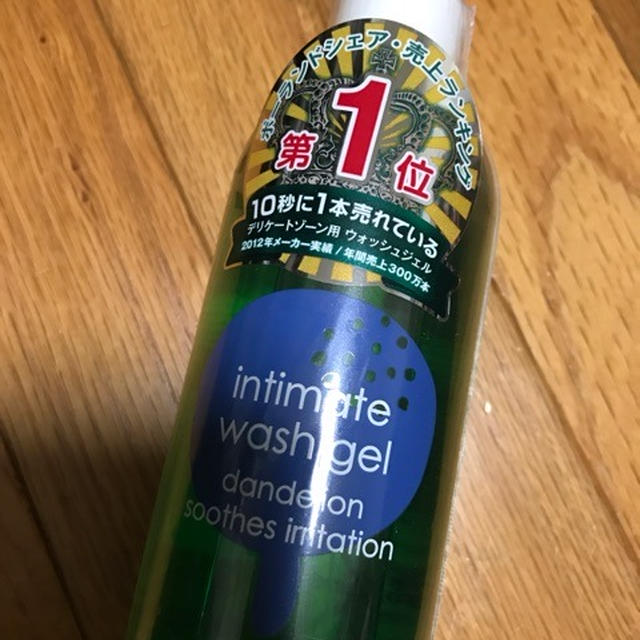 ポーランドシェア・売上ランキング
第1位
10秒に1本売れている
デリケートゾーン用 ウォッシュジェル
2012年メーカー実績/年間売上300万本
intimate
wash gel
dandelion
soothes irritation